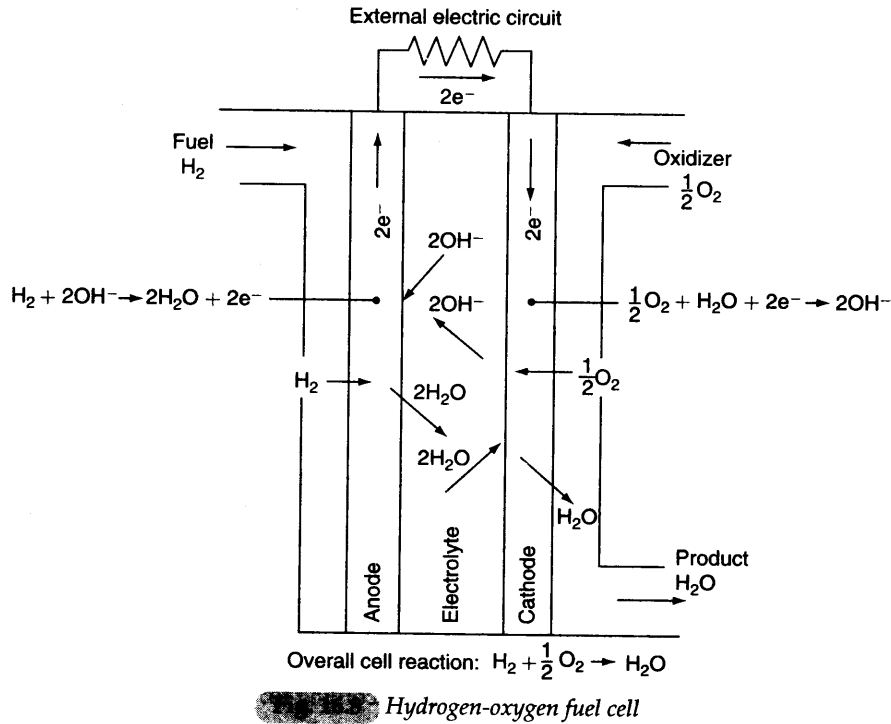 External electric circuit
2e⁻
Fuel
H₂
Oxidizer
½O₂
2e⁻
2e⁻
2OH⁻
H₂ + 2OH⁻ → 2H₂O + 2e⁻
2OH⁻
½O₂ + H₂O + 2e⁻ → 2OH⁻
H₂
½O₂
2H₂O
2H₂O
H₂O
Anode
Electrolyte
Cathode
Product
H₂O
Overall cell reaction: H₂ + ½ O₂ → H₂O
Hydrogen-oxygen fuel cell